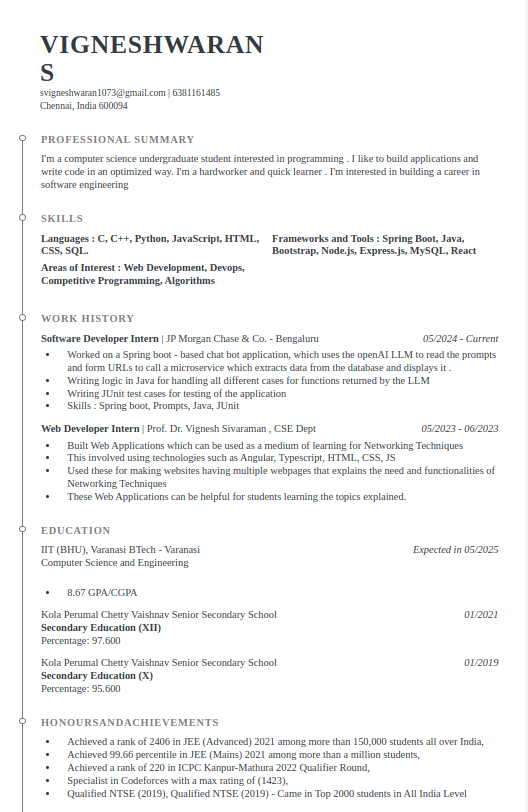 VIGNESHWARAN
S
svigneshwaran1073@gmail.com | 6381161485
Chennai, India 600094
PROFESSIONAL SUMMARY
I'm a computer science undergraduate student interested in programming . I like to build applications and
write code in an optimized way. I'm a hardworker and quick learner . I'm interested in building a career in
software engineering
SKILLS
Languages : C, C++, Python, JavaScript, HTML,
CSS, SQL.
Areas of Interest : Web Development, Devops,
Competitive Programming, Algorithms
Frameworks and Tools : Spring Boot, Java,
Bootstrap, Node.js, Express.js, MySQL, React
WORK HISTORY
Software Developer Intern | JP Morgan Chase & Co. - Bengaluru 05/2024 - Current
• Worked on a Spring boot - based chat bot application, which uses the openAI LLM to read the prompts
and form URLs to call a microservice which extracts data from the database and displays it .
• Writing logic in Java for handling all different cases for functions returned by the LLM
• Writing JUnit test cases for testing of the application
• Skills : Spring boot, Prompts, Java, JUnit
Web Developer Intern | Prof. Dr. Vignesh Sivaraman , CSE Dept 05/2023 - 06/2023
• Built Web Applications which can be used as a medium of learning for Networking Techniques
• This involved using technologies such as Angular, Typescript, HTML, CSS, JS
• Used these for making websites having multiple webpages that explains the need and functionalities of
Networking Techniques
• These Web Applications can be helpful for students learning the topics explained.
EDUCATION
IIT (BHU), Varanasi BTech - Varanasi Expected in 05/2025
Computer Science and Engineering
• 8.67 GPA/CGPA
Kola Perumal Chetty Vaishnav Senior Secondary School 01/2021
Secondary Education (XII)
Percentage: 97.600
Kola Perumal Chetty Vaishnav Senior Secondary School 01/2019
Secondary Education (X)
Percentage: 95.600
HONOURSANDACHIEVEMENTS
• Achieved a rank of 2406 in JEE (Advanced) 2021 among more than 150,000 students all over India,
• Achieved 99.66 percentile in JEE (Mains) 2021 among more than a million students,
• Achieved a rank of 220 in ICPC Kanpur-Mathura 2022 Qualifier Round,
• Specialist in Codeforces with a max rating of (1423),
• Qualified NTSE (2019), Qualified NTSE (2019) - Came in Top 2000 students in All India Level